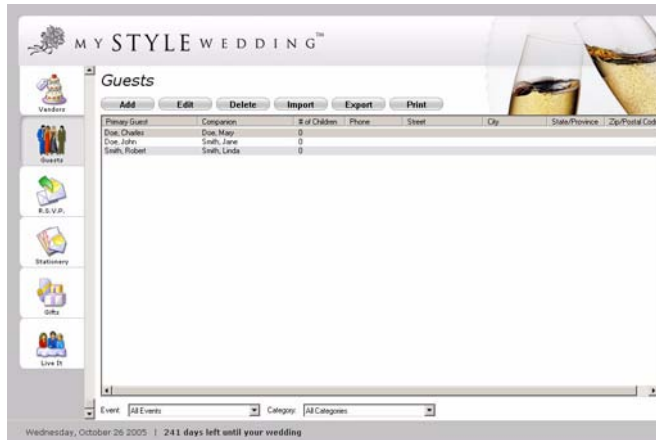 MY STYLE WEDDING™
Guests
Add Edit Delete Import Export Print
Primary Guest Companion # of Children Phone Street City State/Province Zip/Postal Cod
Doe, Charles Doe, Mary 0
Doe, John Smith, Jane 0
Smith, Robert Smith, Linda 0
Vendors
Guests
R.S.V.P.
Stationery
Gifts
Live It
Event: All Events Category: All Categories
Wednesday, October 26 2005 | 241 days left until your wedding